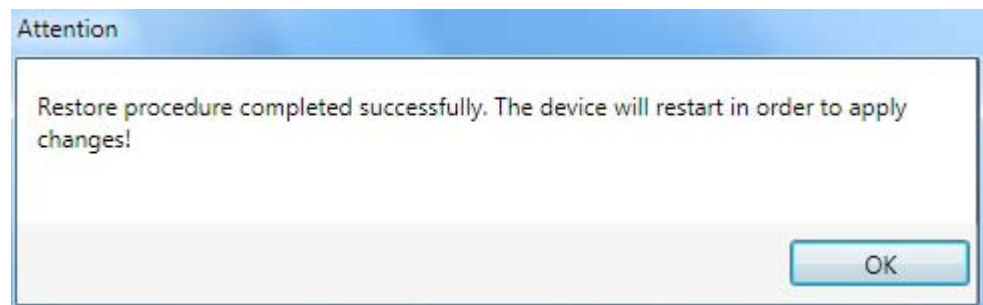 Attention
Restore procedure completed successfully. The device will restart in order to apply
changes!
OK